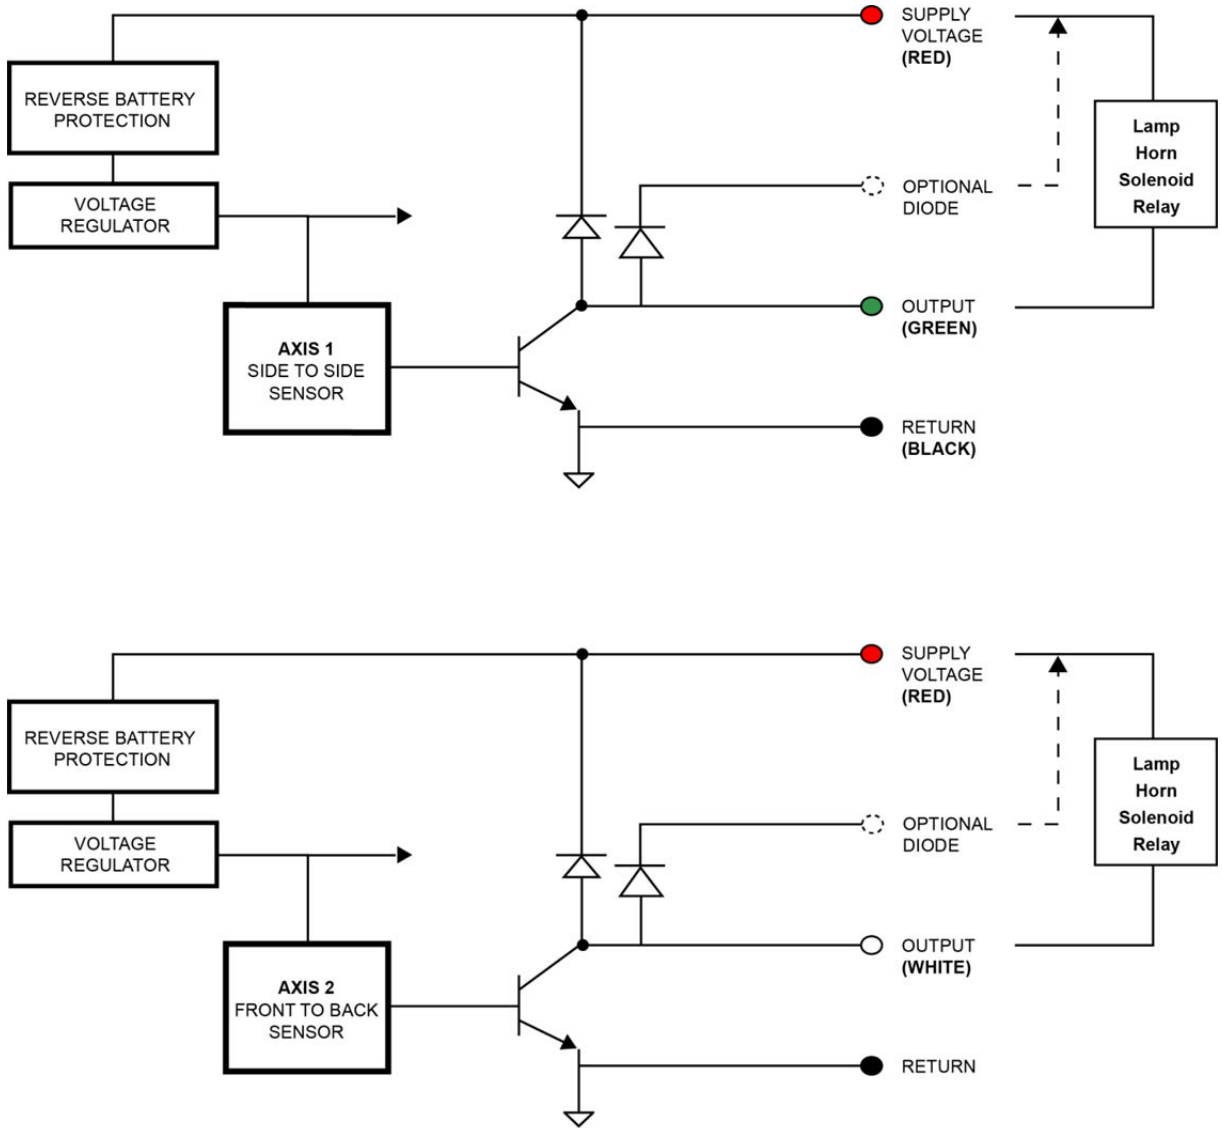 SUPPLY
VOLTAGE
(RED)
REVERSE BATTERY
PROTECTION
Lamp
Horn
Solenoid
Relay
VOLTAGE
REGULATOR
OPTIONAL
DIODE
OUTPUT
(GREEN)
AXIS 1
SIDE TO SIDE
SENSOR
RETURN
(BLACK)
SUPPLY
VOLTAGE
(RED)
REVERSE BATTERY
PROTECTION
Lamp
Horn
Solenoid
Relay
VOLTAGE
REGULATOR
OPTIONAL
DIODE
OUTPUT
(WHITE)
AXIS 2
FRONT TO BACK
SENSOR
RETURN